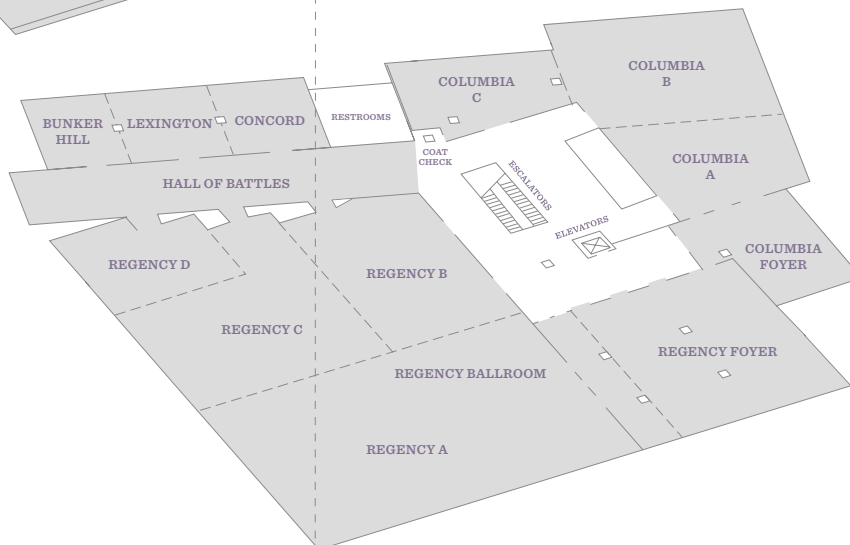 COLUMBIA
B
COLUMBIA
C
BUNKER
HILL
LEXINGTON
CONCORD
RESTROOMS
COAT
CHECK
COLUMBIA
A
ESCALATORS
HALL OF BATTLES
ELEVATORS
COLUMBIA
FOYER
REGENCY D
REGENCY B
REGENCY C
REGENCY FOYER
REGENCY BALLROOM
REGENCY A